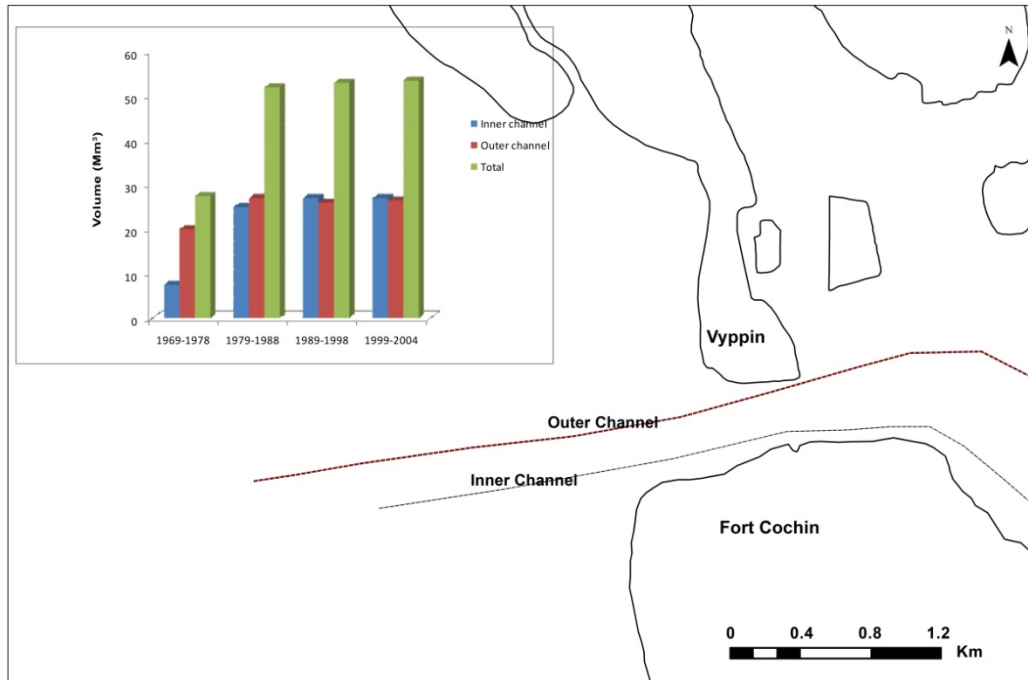 N
60
50
40
30
20
10
0
Volume (Mm³)
1969-1978 1979-1988 1989-1998 1999-2004
Inner channel
Outer channel
Total
Vyppin
Outer Channel
Inner Channel
Fort Cochin
0 0.4 0.8 1.2
Km